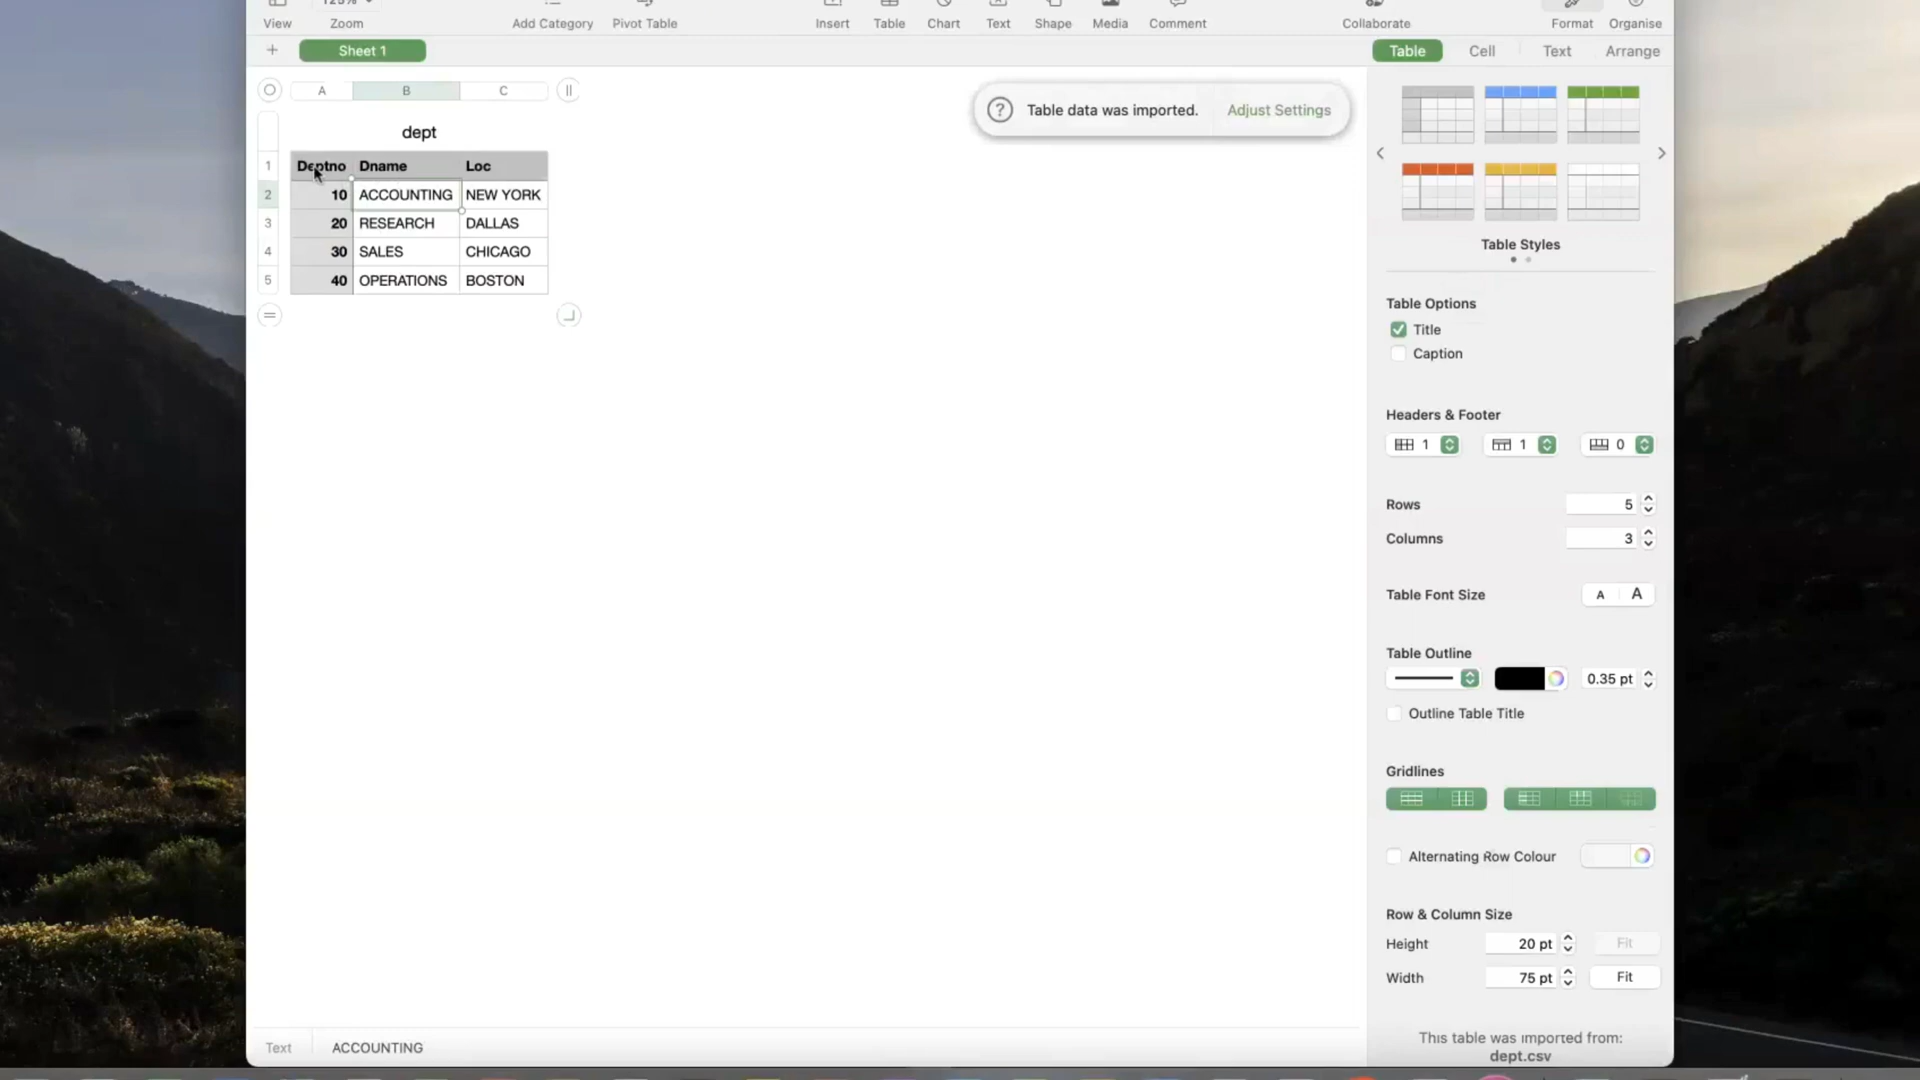 125%
View Zoom Add Category Pivot Table Insert Table Chart Text Shape Media Comment Collaborate Format Organise
+ Sheet 1 Table Cell Text Arrange
A B C
Table data was imported. Adjust Settings
dept
1 Deptno Dname Loc
2 10 ACCOUNTING NEW YORK
3 20 RESEARCH DALLAS
4 30 SALES CHICAGO
5 40 OPERATIONS BOSTON
Table Styles
Table Options
Title
Caption
Headers & Footer
1 1 0
Rows 5
Columns 3
Table Font Size A A
Table Outline
0.35 pt
Outline Table Title
Gridlines
Alternating Row Colour
Row & Column Size
Height 20 pt Fit
Width 75 pt Fit
This table was imported from:
dept.csv
Text ACCOUNTING